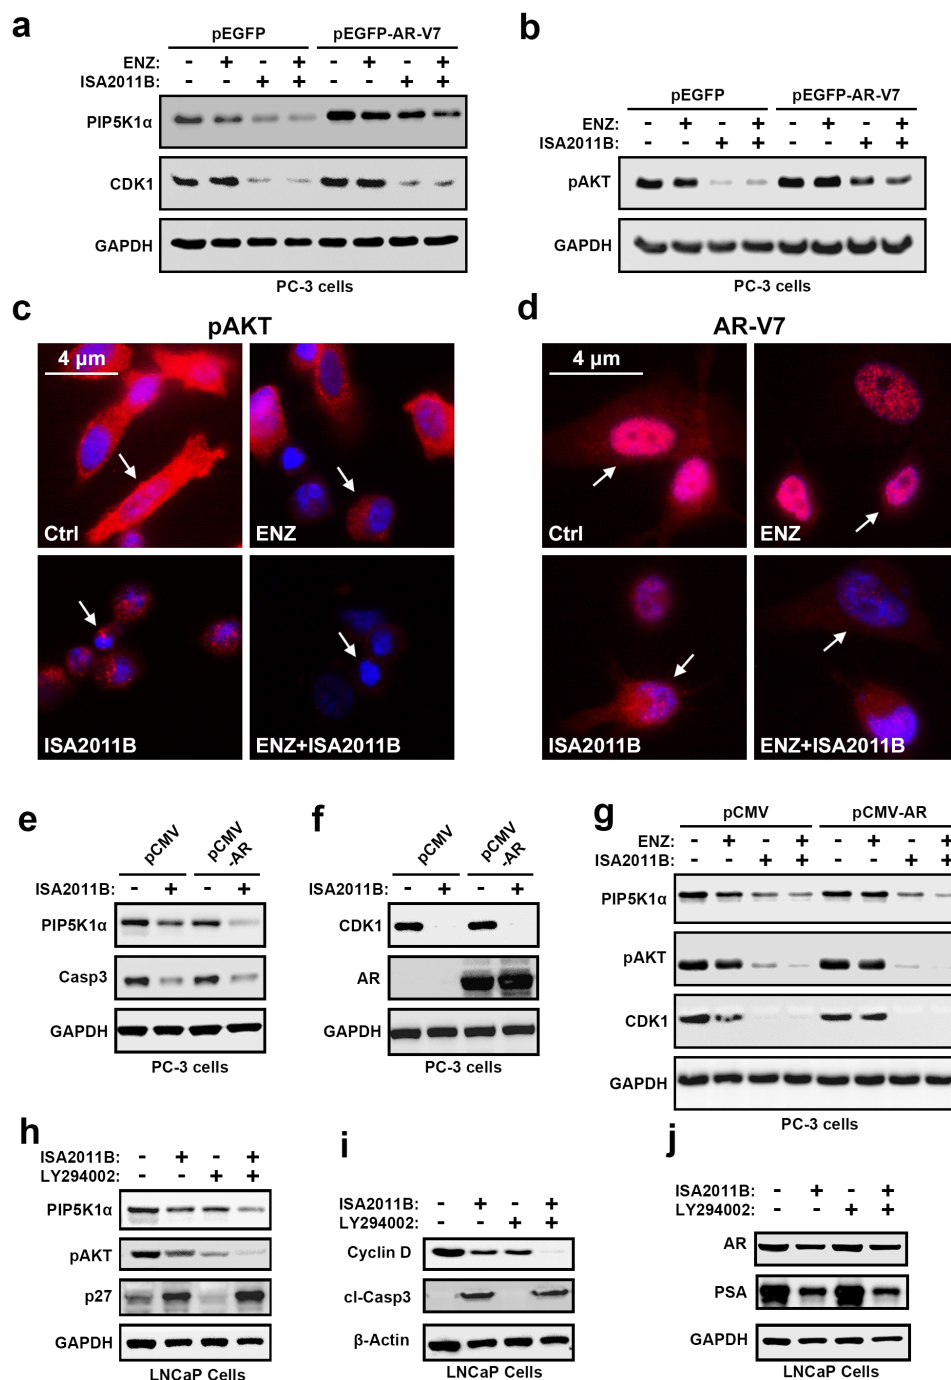 a
pEGFP pEGFP-AR-V7
ENZ: - + - + - + - +
ISA2011B: - - + + - - + +
PIP5K1α
CDK1
GAPDH
PC-3 cells
b
pEGFP pEGFP-AR-V7
ENZ: - + - + - + - +
ISA2011B: - - + + - - + +
pAKT
GAPDH
PC-3 cells
c
pAKT
4 μm
Ctrl
ENZ
ISA2011B
ENZ+ISA2011B
d
AR-V7
4 μm
Ctrl
ENZ
ISA2011B
ENZ+ISA2011B
e
pCMV
pCMV
-AR
ISA2011B: - + - +
PIP5K1α
Casp3
GAPDH
PC-3 cells
f
pCMV
pCMV
-AR
ISA2011B: - + - +
CDK1
AR
GAPDH
PC-3 cells
g
pCMV pCMV-AR
ENZ: - + - + - + - +
ISA2011B: - - + + - - + +
PIP5K1α
pAKT
CDK1
GAPDH
PC-3 cells
h
ISA2011B: - + - +
LY294002: - - + +
PIP5K1α
pAKT
p27
GAPDH
LNCaP Cells
i
ISA2011B: - + - +
LY294002: - - + +
Cyclin D
cl-Casp3
β-Actin
LNCaP Cells
j
ISA2011B: - + - +
LY294002: - - + +
AR
PSA
GAPDH
LNCaP Cells